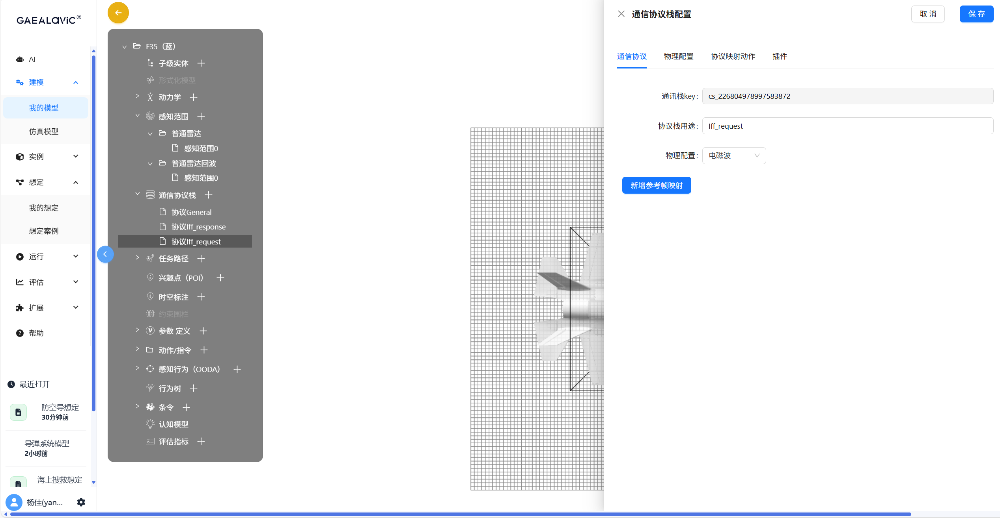 GAEALAViC®
AI
建模
我的模型
仿真模型
实例
想定
我的想定
想定案例
运行
评估
扩展
帮助
最近打开
防空导想定
30分钟前
导弹系统模型
2小时前
海上搜救想定
杨佳(yan...
F35（蓝）
子级实体
形式化模型
动力学
感知范围
普通雷达
感知范围0
普通雷达回波
感知范围0
通信协议栈
协议General
协议Iff_response
协议Iff_request
任务路径
兴趣点（POI）
时空标注
约束围栏
参数 定义
动作/指令
感知行为（OODA）
行为树
条令
认知模型
评估指标
通信协议栈配置
取 消
保 存
通信协议 物理配置 协议映射动作 插件
通讯栈key: cs_226804978997583872
协议栈用途: Iff_request
物理配置: 电磁波
新增参考帧映射